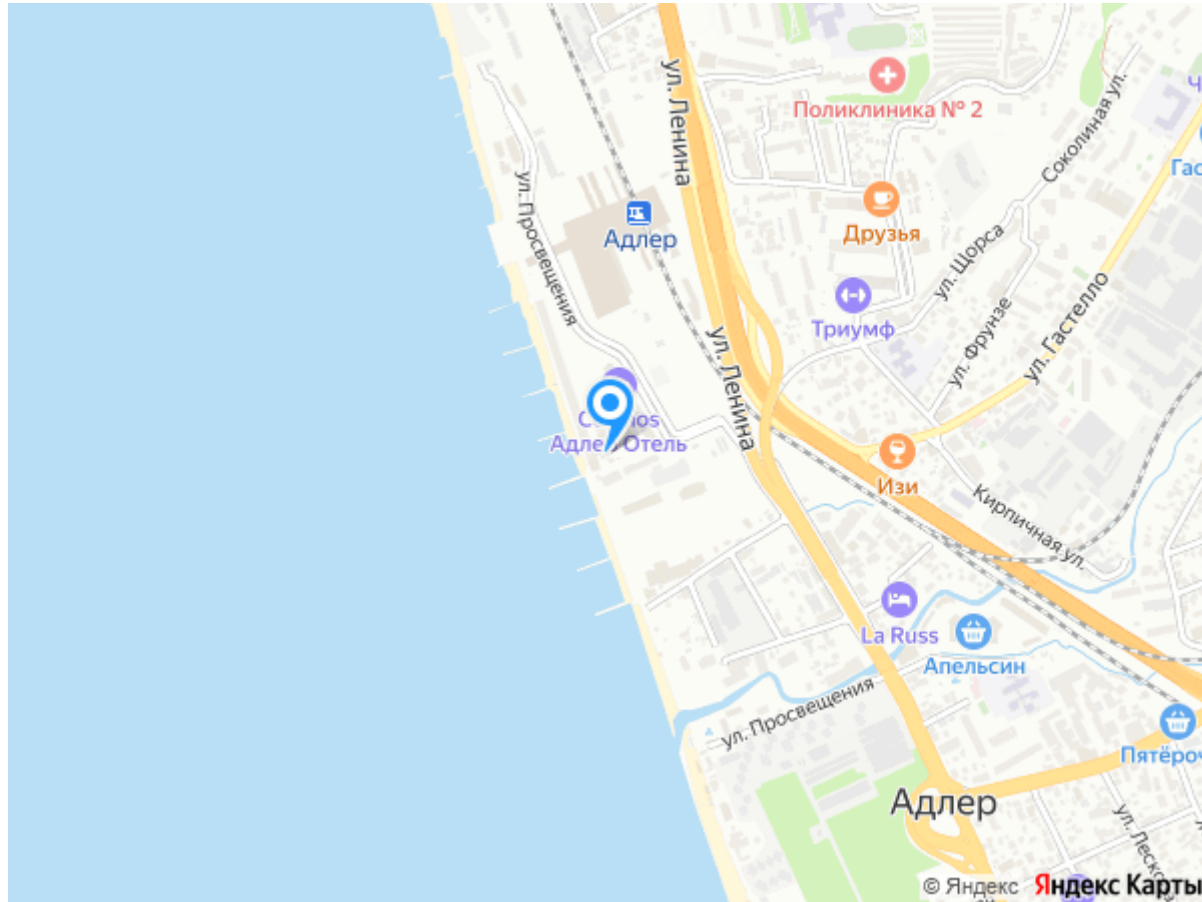 ул. Ленина
Поликлиника № 2
Соколиная ул.
Гас
ул. Просвещения
Адлер
Друзья
ул. Щорса
Триумф
ул. Фрунзе
ул. Гастелло
ул. Ленина
Адлер Отель
Изи
Кирпичная ул.
La Russ
Апельсин
ул. Просвещения
Пятёроч
Адлер
ул. Леско
© Яндекс Яндекс Карты